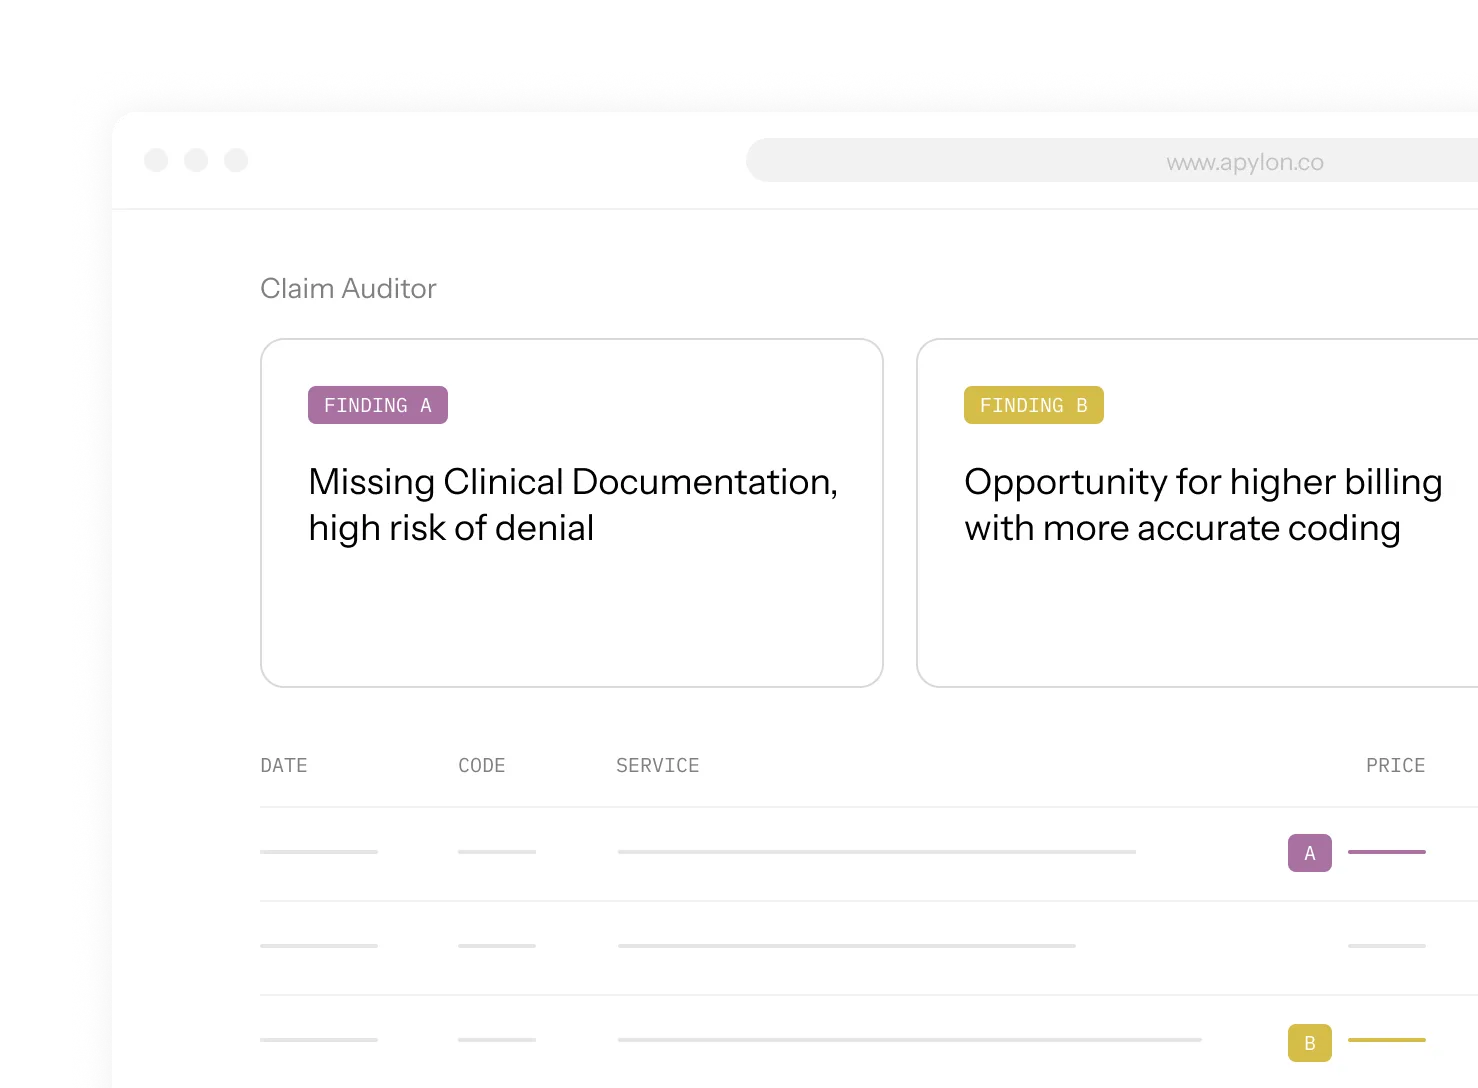 www.apylon.co
Claim Auditor
FINDING A
Missing Clinical Documentation,
high risk of denial
FINDING B
Opportunity for higher billing
with more accurate coding
DATE CODE SERVICE PRICE
A
B